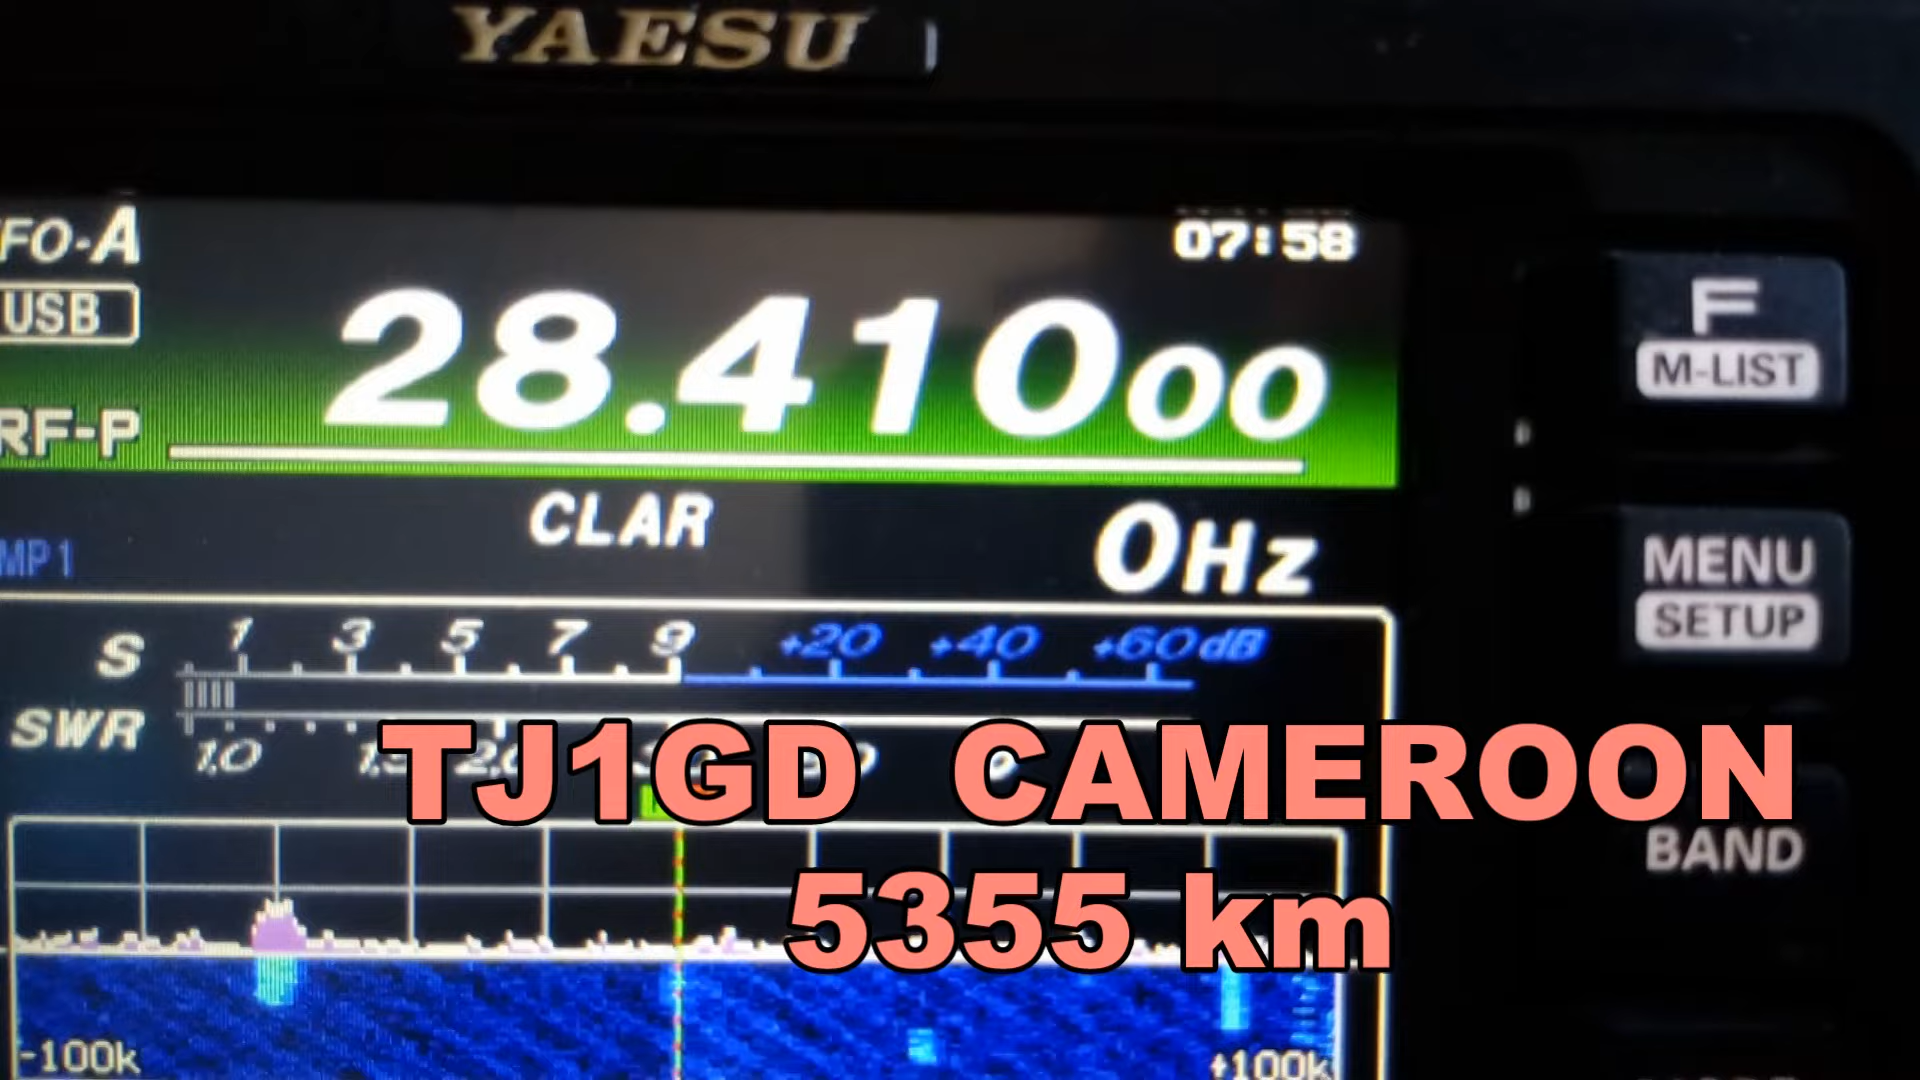 YAESU
FO-A
07:58
USB
28.41000
F
M-LIST
RF-P
CLAR
0Hz
MP1
MENU
SETUP
S 1 3 5 7 9 +20 +40 +60dB
SWR
1.0
TJ1GD CAMEROON
BAND
5355 km
-100k
+100k